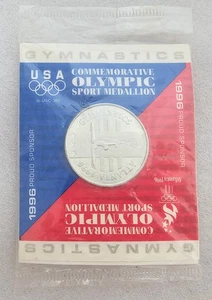 GYMNASTICS
USA
COMMEMORATIVE
OLYMPIC
SPORT MEDALLION
1996 PROUD SPONSOR
1996 PROUD SPONSOR
COMMEMORATIVE
OLYMPIC
SPORT MEDALLION
GYMNASTICS